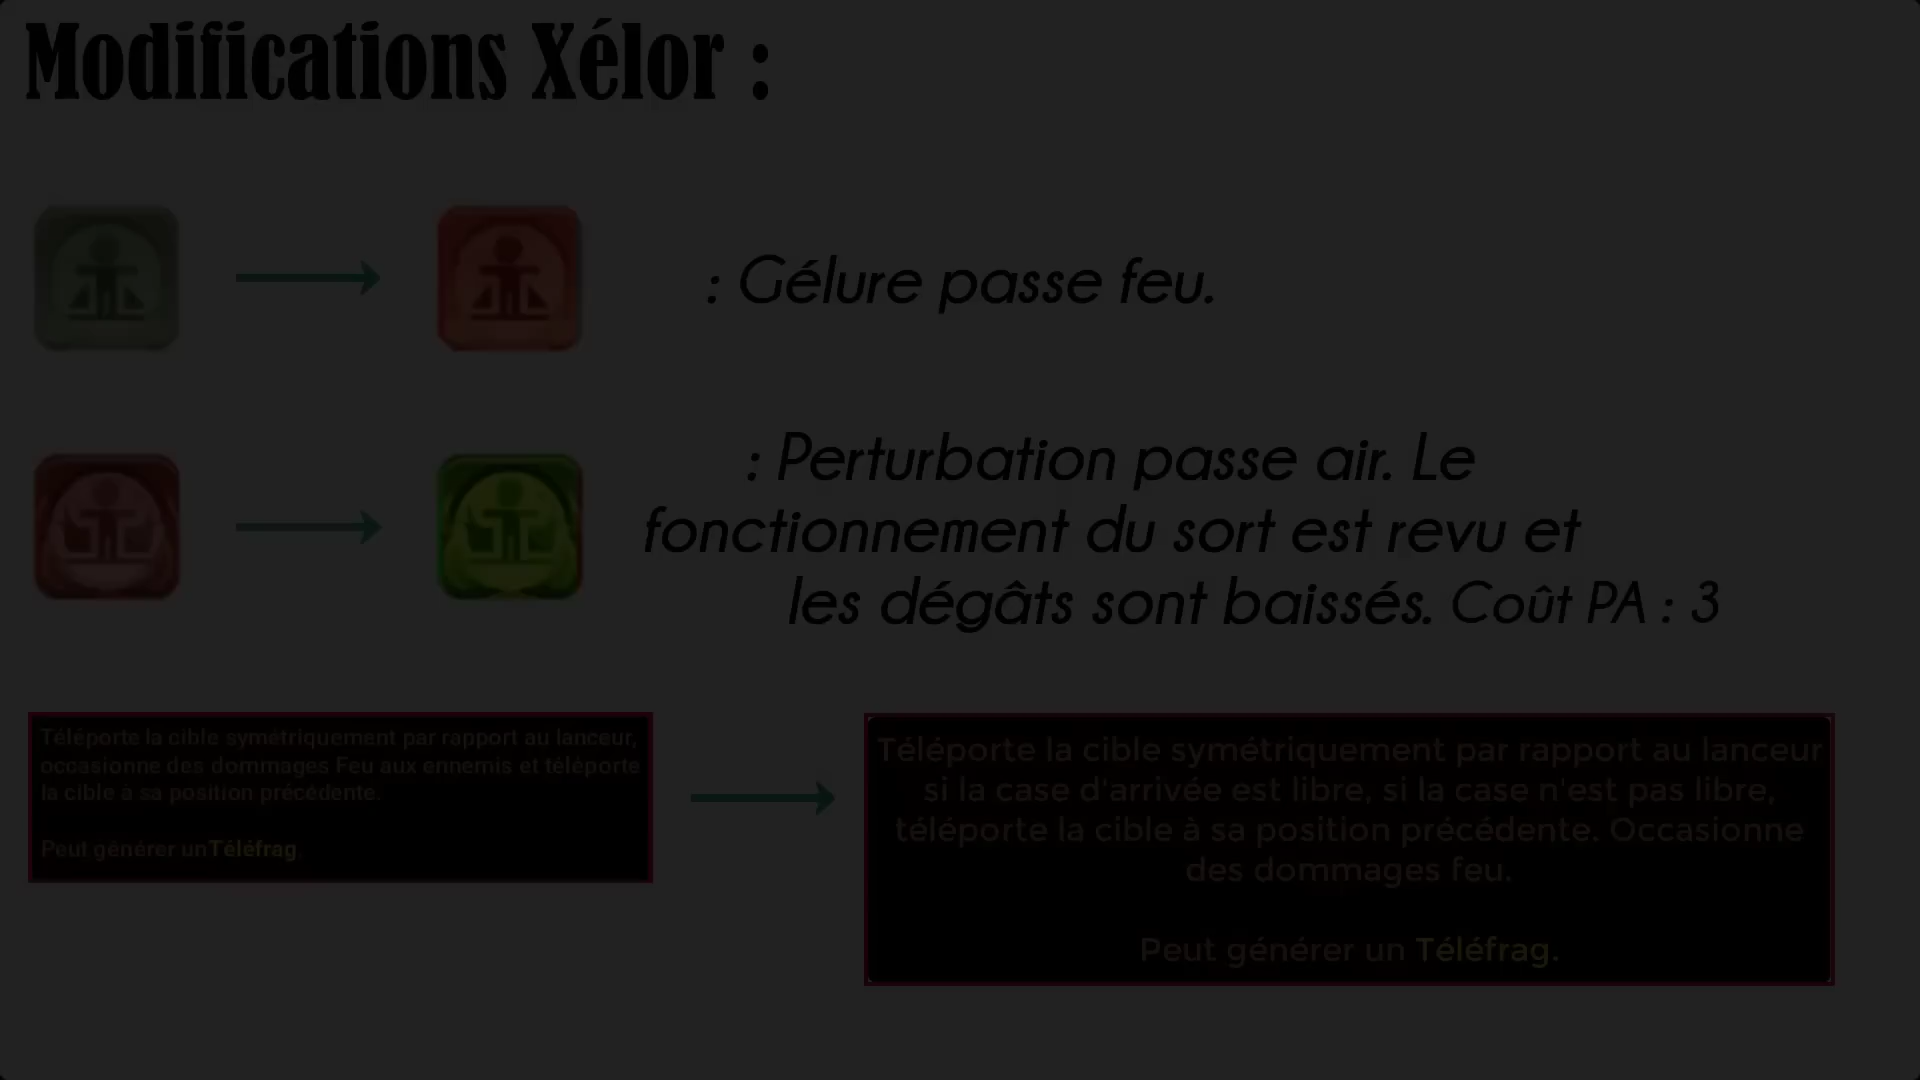 Modifications Xélor :
: Gélure passe feu.
: Perturbation passe air. Le
fonctionnement du sort est revu et
les dégâts sont baissés. Coût PA : 3
Téléporte la cible symétriquement par rapport au lanceur,
occasionne des dommages Feu aux ennemis et téléporte
la cible à sa position précédente.
Peut générer un Téléfrag.
Téléporte la cible symétriquement par rapport au lanceur
si la case d'arrivée est libre, si la case n'est pas libre,
téléporte la cible à sa position précédente. Occasionne
des dommages feu.
Peut générer un Téléfrag.